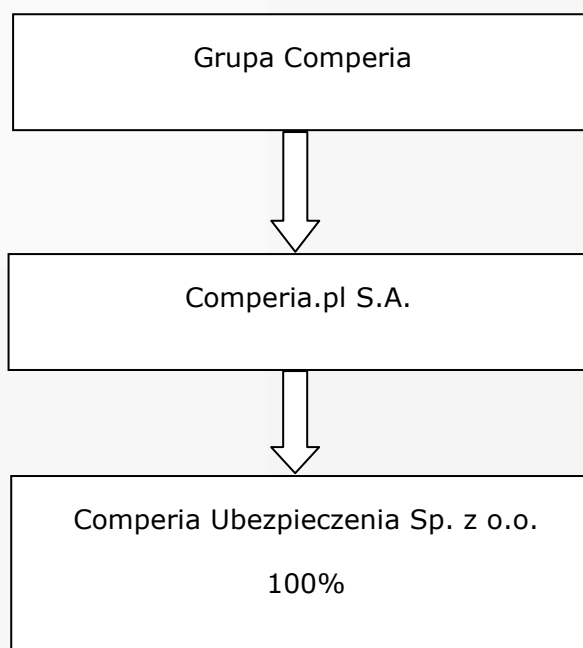 Grupa Comperia
Comperia.pl S.A.
Comperia Ubezpieczenia Sp. z o.o.
100%